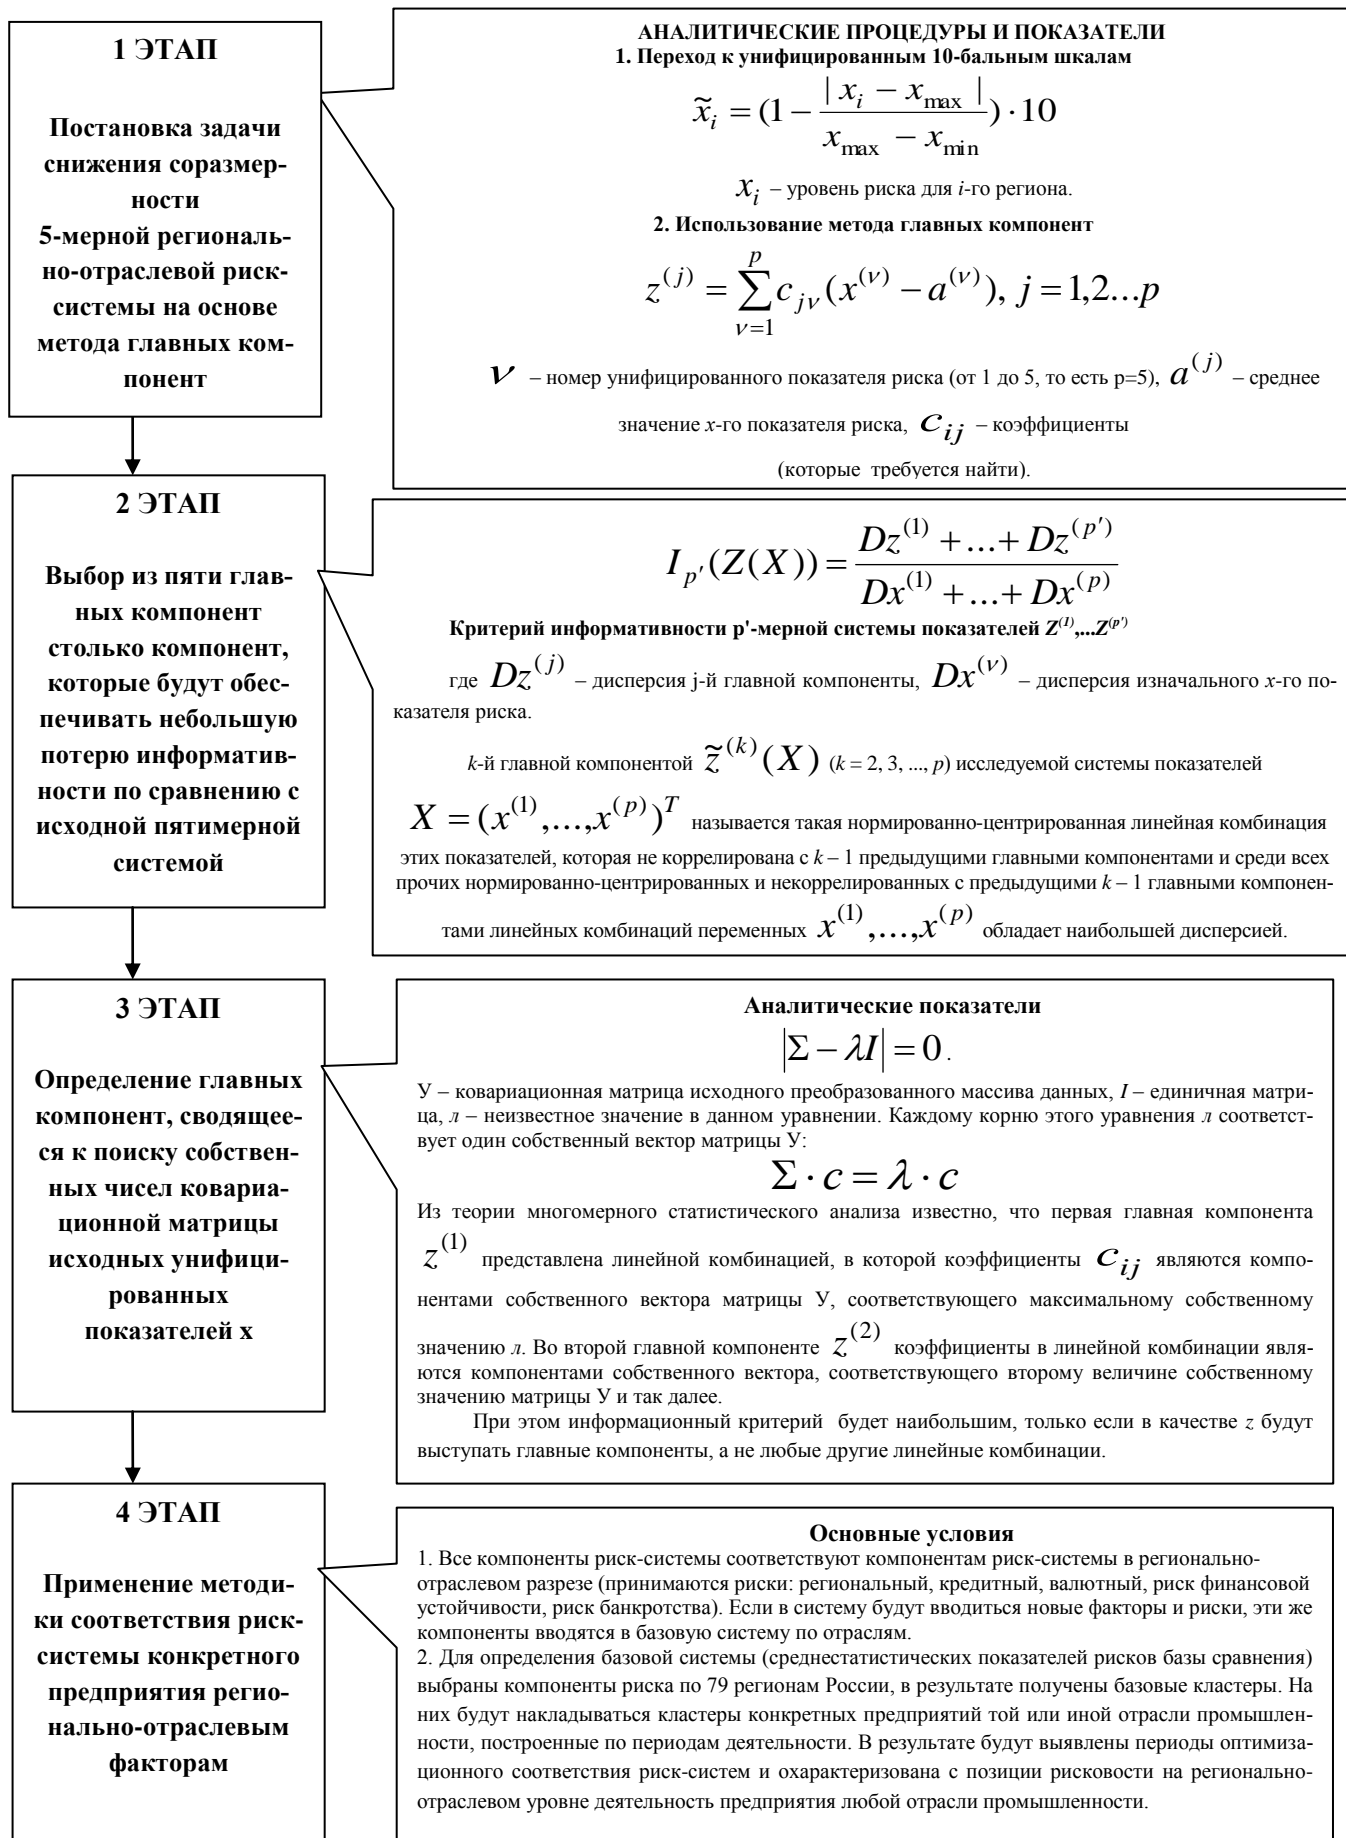 1 ЭТАП
Постановка задачи
снижения соразмер-
ности
5-мерной региональ-
но-отраслевой риск-
системы на основе
метода главных ком-
понент
АНАЛИТИЧЕСКИЕ ПРОЦЕДУРЫ И ПОКАЗАТЕЛИ
1. Переход к унифицированным 10-бальным шкалам
x̃_i = (1 − | x_i − x_max | / (x_max − x_min)) · 10
x_i – уровень риска для i-го региона.
2. Использование метода главных компонент
z^(j) = ∑_{ν=1}^{p} c_{jν}(x^(ν) − a^(ν)), j = 1,2...p
ν – номер унифицированного показателя риска (от 1 до 5, то есть p=5), a^(j) – среднее
значение x-го показателя риска, c_ij – коэффициенты
(которые требуется найти).
2 ЭТАП
Выбор из пяти глав-
ных компонент
столько компонент,
которые будут обес-
печивать небольшую
потерю информатив-
ности по сравнению с
исходной пятимерной
системой
I_p′(Z(X)) = (Dz^(1) + ... + Dz^(p′)) / (Dx^(1) + ... + Dx^(p))
Критерий информативности p'-мерной системы показателей Z^(1),...Z^(p')
где Dz^(j) – дисперсия j-й главной компоненты, Dx^(ν) – дисперсия изначального x-го по-
казателя риска.
k-й главной компонентой z̃^(k)(X) (k = 2, 3, ..., p) исследуемой системы показателей
X = (x^(1),...,x^(p))^T называется такая нормированно-центрированная линейная комбинация
этих показателей, которая не коррелирована с k – 1 предыдущими главными компонентами и среди всех
прочих нормированно-центрированных и некоррелированных с предыдущими k – 1 главными компонен-
тами линейных комбинаций переменных x^(1),...,x^(p) обладает наибольшей дисперсией.
3 ЭТАП
Определение главных
компонент, сводящее-
ся к поиску собствен-
ных чисел ковариа-
ционной матрицы
исходных унифици-
рованных
показателей х
Аналитические показатели
|Σ − λI| = 0 .
У – ковариационная матрица исходного преобразованного массива данных, I – единичная матри-
ца, л – неизвестное значение в данном уравнении. Каждому корню этого уравнения л соответст-
вует один собственный вектор матрицы У:
Σ · c = λ · c
Из теории многомерного статистического анализа известно, что первая главная компонента
z^(1) представлена линейной комбинацией, в которой коэффициенты c_ij являются компо-
нентами собственного вектора матрицы У, соответствующего максимальному собственному
значению л. Во второй главной компоненте z^(2) коэффициенты в линейной комбинации явля-
ются компонентами собственного вектора, соответствующего второму величине собственному
значению матрицы У и так далее.
При этом информационный критерий будет наибольшим, только если в качестве z будут
выступать главные компоненты, а не любые другие линейные комбинации.
4 ЭТАП
Применение методи-
ки соответствия риск-
системы конкретного
предприятия регио-
нально-отраслевым
факторам
Основные условия
1. Все компоненты риск-системы соответствуют компонентам риск-системы в регионально-
отраслевом разрезе (принимаются риски: региональный, кредитный, валютный, риск финансовой
устойчивости, риск банкротства). Если в систему будут вводиться новые факторы и риски, эти же
компоненты вводятся в базовую систему по отраслям.
2. Для определения базовой системы (среднестатистических показателей рисков базы сравнения)
выбраны компоненты риска по 79 регионам России, в результате получены базовые кластеры. На
них будут накладываться кластеры конкретных предприятий той или иной отрасли промышлен-
ности, построенные по периодам деятельности. В результате будут выявлены периоды оптимиза-
ционного соответствия риск-систем и охарактеризована с позиции рисковости на регионально-
отраслевом уровне деятельность предприятия любой отрасли промышленности.